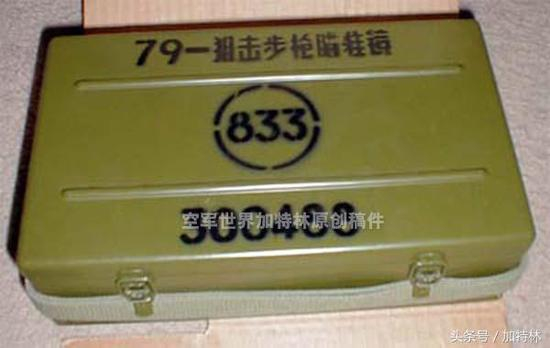 79—狙击步枪瞄准镜
833
空军世界加特林原创稿件
300400
头条号 / 加特林